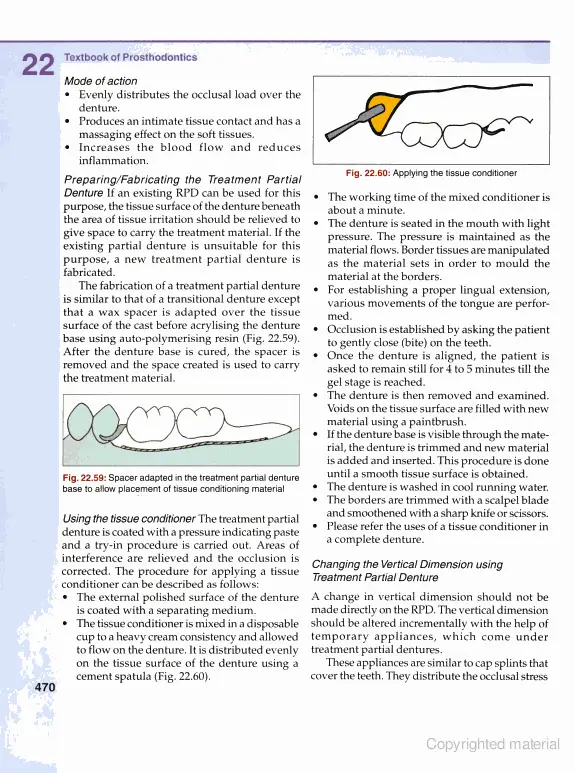 22
Textbook of Prosthodontics
Mode of action
• Evenly distributes the occlusal load over the
denture.
• Produces an intimate tissue contact and has a
massaging effect on the soft tissues.
• Increases the blood flow and reduces
inflammation.
Preparing/Fabricating the Treatment Partial
Denture If an existing RPD can be used for this
purpose, the tissue surface of the denture beneath
the area of tissue irritation should be relieved to
give space to carry the treatment material. If the
existing partial denture is unsuitable for this
purpose, a new treatment partial denture is
fabricated.
The fabrication of a treatment partial denture
is similar to that of a transitional denture except
that a wax spacer is adapted over the tissue
surface of the cast before acrylising the denture
base using auto-polymerising resin (Fig. 22.59).
After the denture base is cured, the spacer is
removed and the space created is used to carry
the treatment material.
Fig. 22.59: Spacer adapted in the treatment partial denture
base to allow placement of tissue conditioning material
Using the tissue conditioner The treatment partial
denture is coated with a pressure indicating paste
and a try-in procedure is carried out. Areas of
interference are relieved and the occlusion is
corrected. The procedure for applying a tissue
conditioner can be described as follows:
• The external polished surface of the denture
is coated with a separating medium.
• The tissue conditioner is mixed in a disposable
cup to a heavy cream consistency and allowed
to flow on the denture. It is distributed evenly
on the tissue surface of the denture using a
cement spatula (Fig. 22.60).
Fig. 22.60: Applying the tissue conditioner
• The working time of the mixed conditioner is
about a minute.
• The denture is seated in the mouth with light
pressure. The pressure is maintained as the
material flows. Border tissues are manipulated
as the material sets in order to mould the
material at the borders.
• For establishing a proper lingual extension,
various movements of the tongue are perfor-
med.
• Occlusion is established by asking the patient
to gently close (bite) on the teeth.
• Once the denture is aligned, the patient is
asked to remain still for 4 to 5 minutes till the
gel stage is reached.
• The denture is then removed and examined.
Voids on the tissue surface are filled with new
material using a paintbrush.
• If the denture base is visible through the mate-
rial, the denture is trimmed and new material
is added and inserted. This procedure is done
until a smooth tissue surface is obtained.
• The denture is washed in cool running water.
• The borders are trimmed with a scalpel blade
and smoothened with a sharp knife or scissors.
• Please refer the uses of a tissue conditioner in
a complete denture.
Changing the Vertical Dimension using
Treatment Partial Denture
A change in vertical dimension should not be
made directly on the RPD. The vertical dimension
should be altered incrementally with the help of
temporary appliances, which come under
treatment partial dentures.
These appliances are similar to cap splints that
cover the teeth. They distribute the occlusal stress
470
Copyrighted material